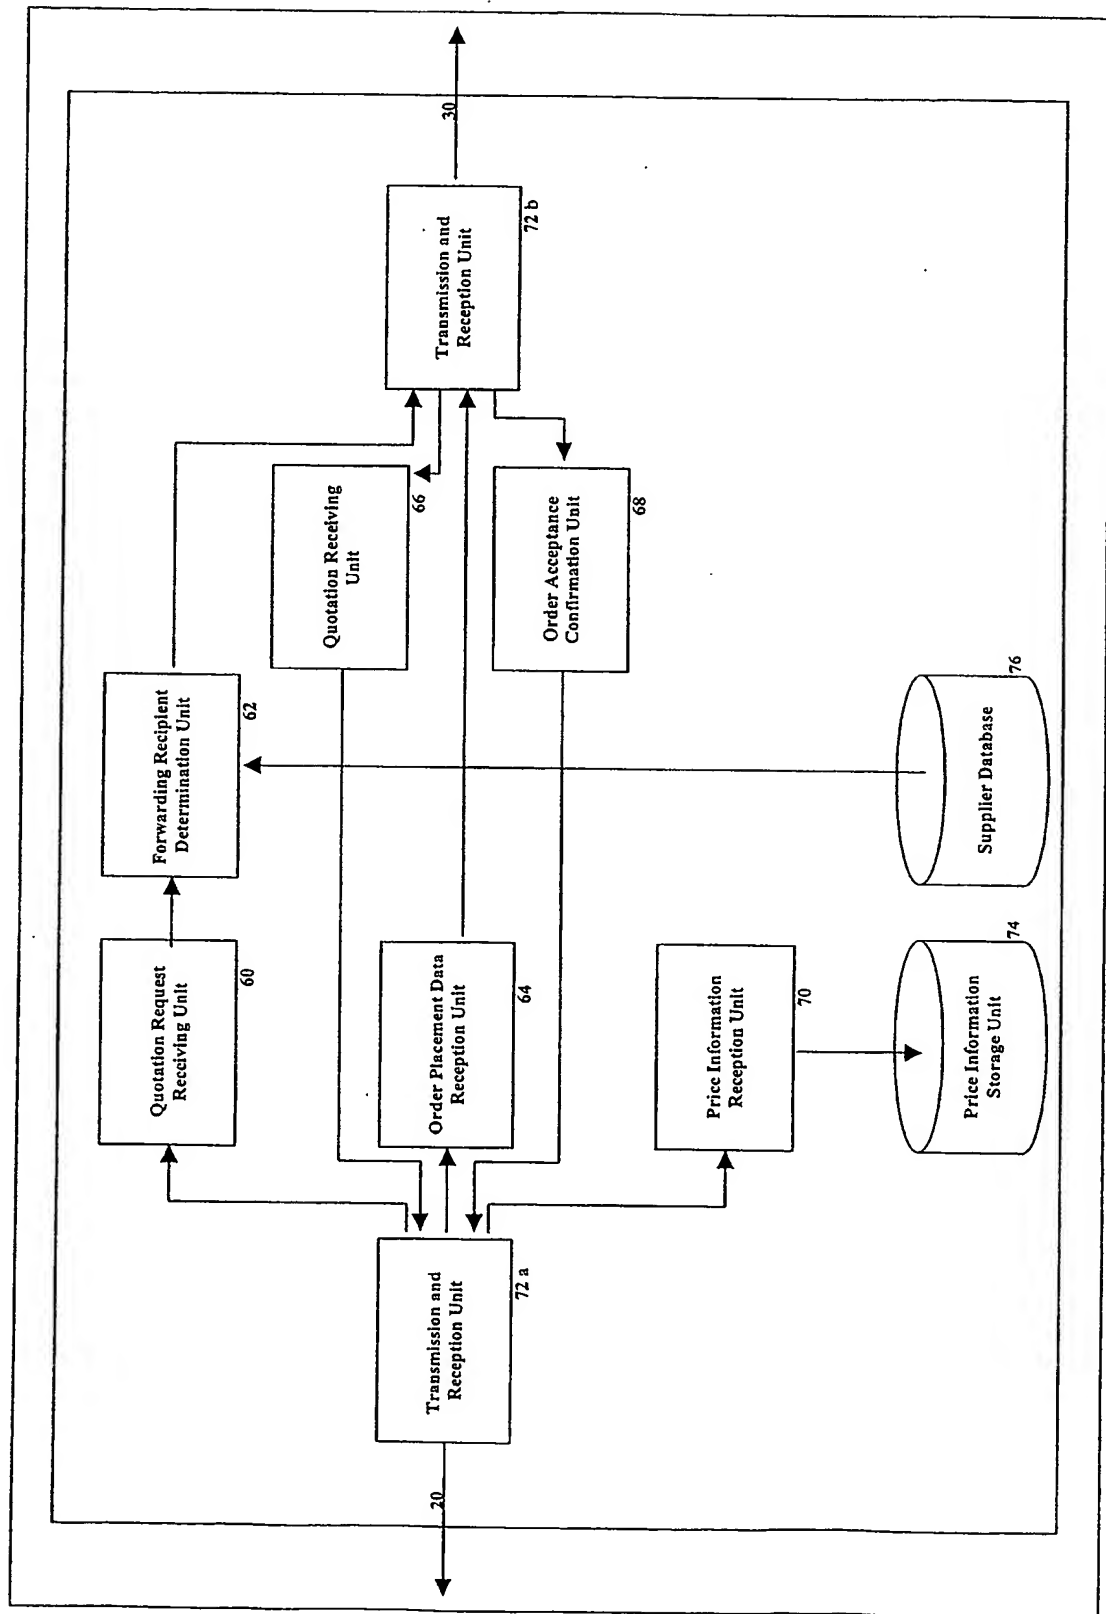 Quotation Request
Receiving Unit
60
Forwarding Recipient
Determination Unit
62
Quotation Receiving
Unit
66
Transmission and
Reception Unit
72 a
20
Order Placement Data
Reception Unit
64
Transmission and
Reception Unit
72 b
30
Order Acceptance
Confirmation Unit
68
Price Information
Reception Unit
70
Price Information
Storage Unit
74
Supplier Database
76